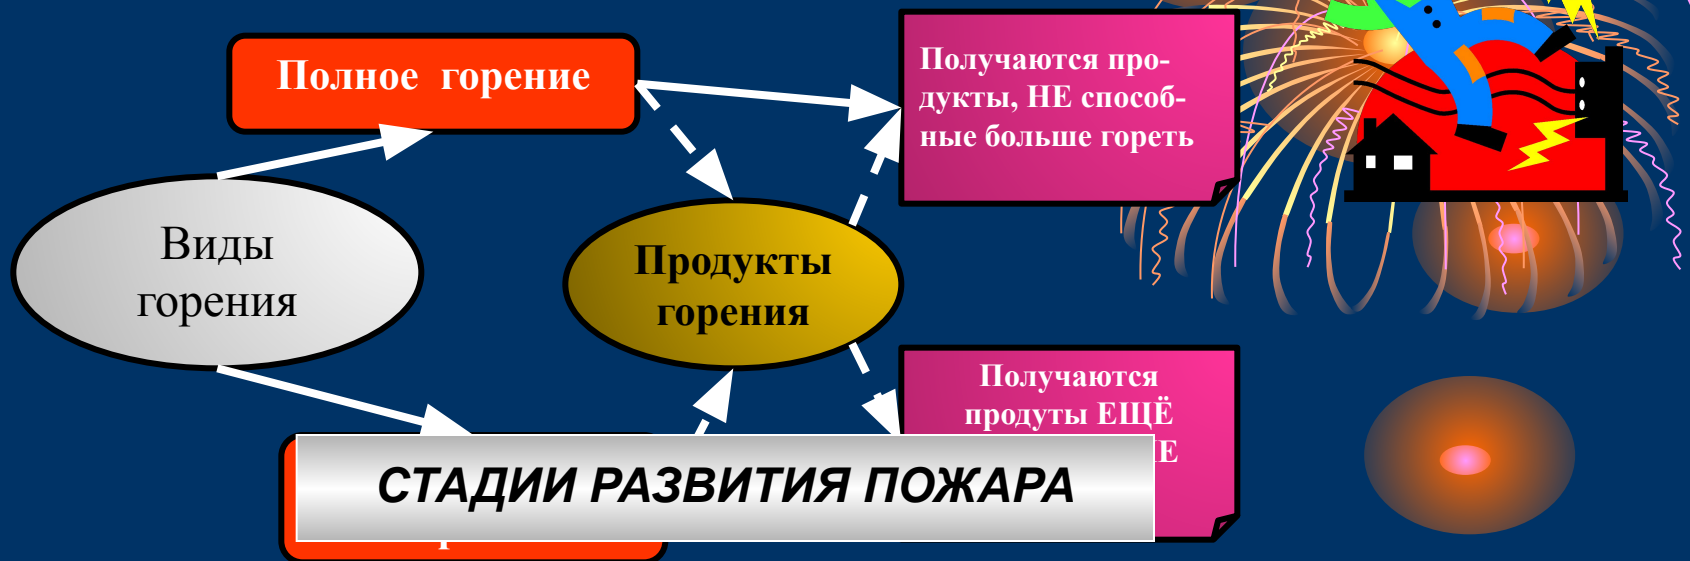 Полное горение
Получаются про-
дукты, НЕ способ-
ные больше гореть
Виды
горения
Продукты
горения
Получаются
продуты ЕЩЁ
СТАДИИ РАЗВИТИЯ ПОЖАРА